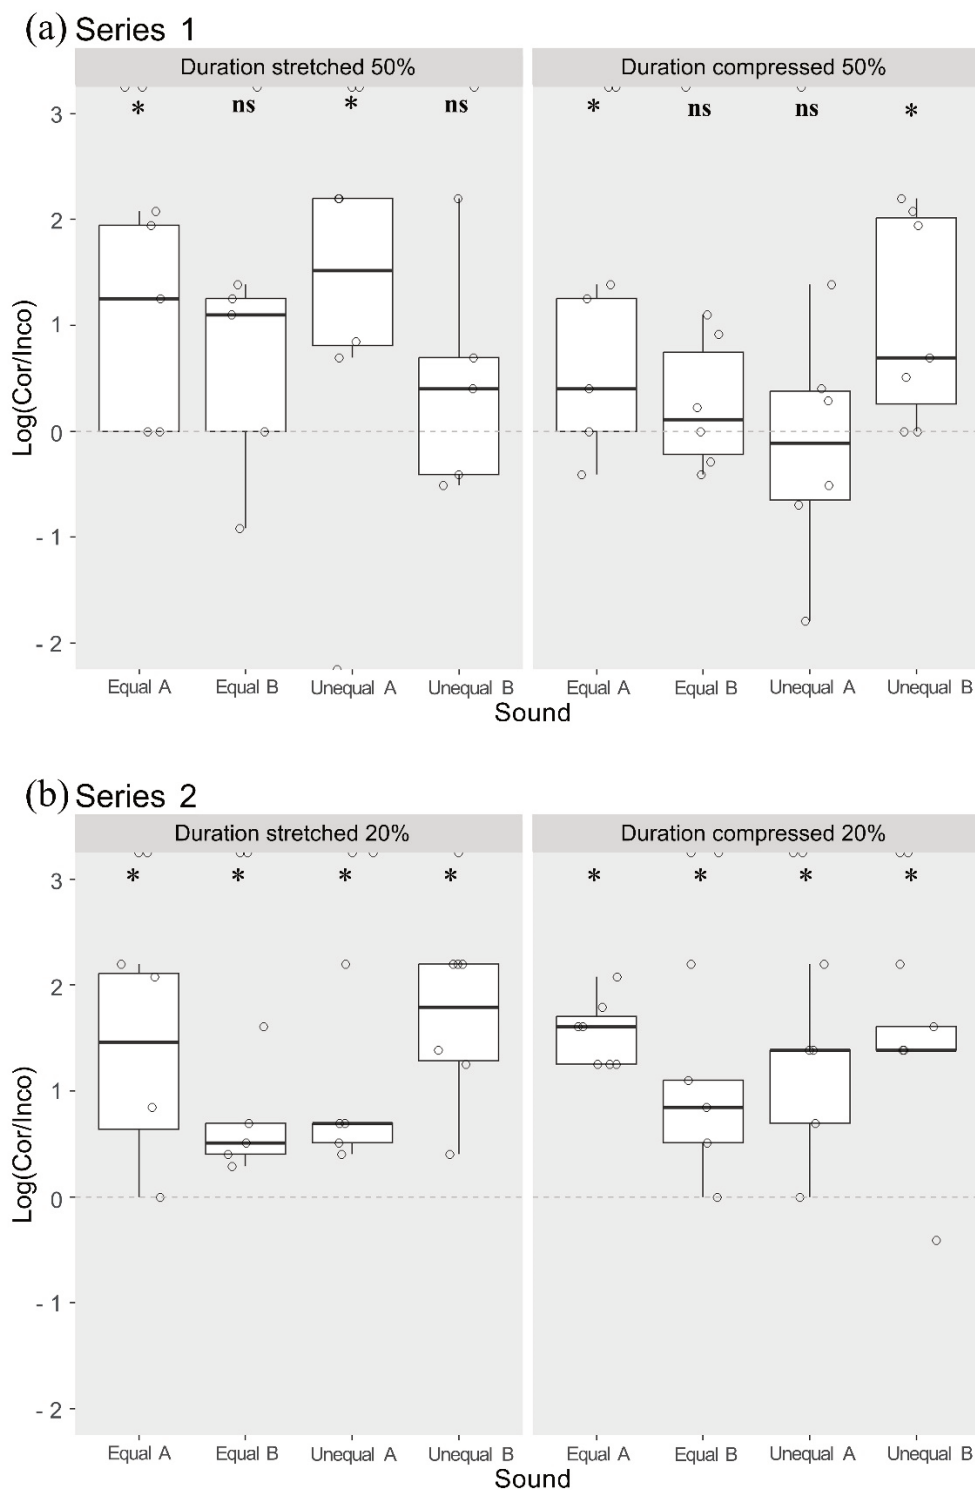 (a) Series 1
Duration stretched 50% Duration compressed 50%
* ns * ns * ns ns *
3
2
1
0
- 1
- 2
Log(Cor/Inco)
Equal A Equal B Unequal A Unequal B Equal A Equal B Unequal A Unequal B
Sound
(b) Series 2
Duration stretched 20% Duration compressed 20%
* * * * * * * *
3
2
1
0
- 1
- 2
Log(Cor/Inco)
Equal A Equal B Unequal A Unequal B Equal A Equal B Unequal A Unequal B
Sound